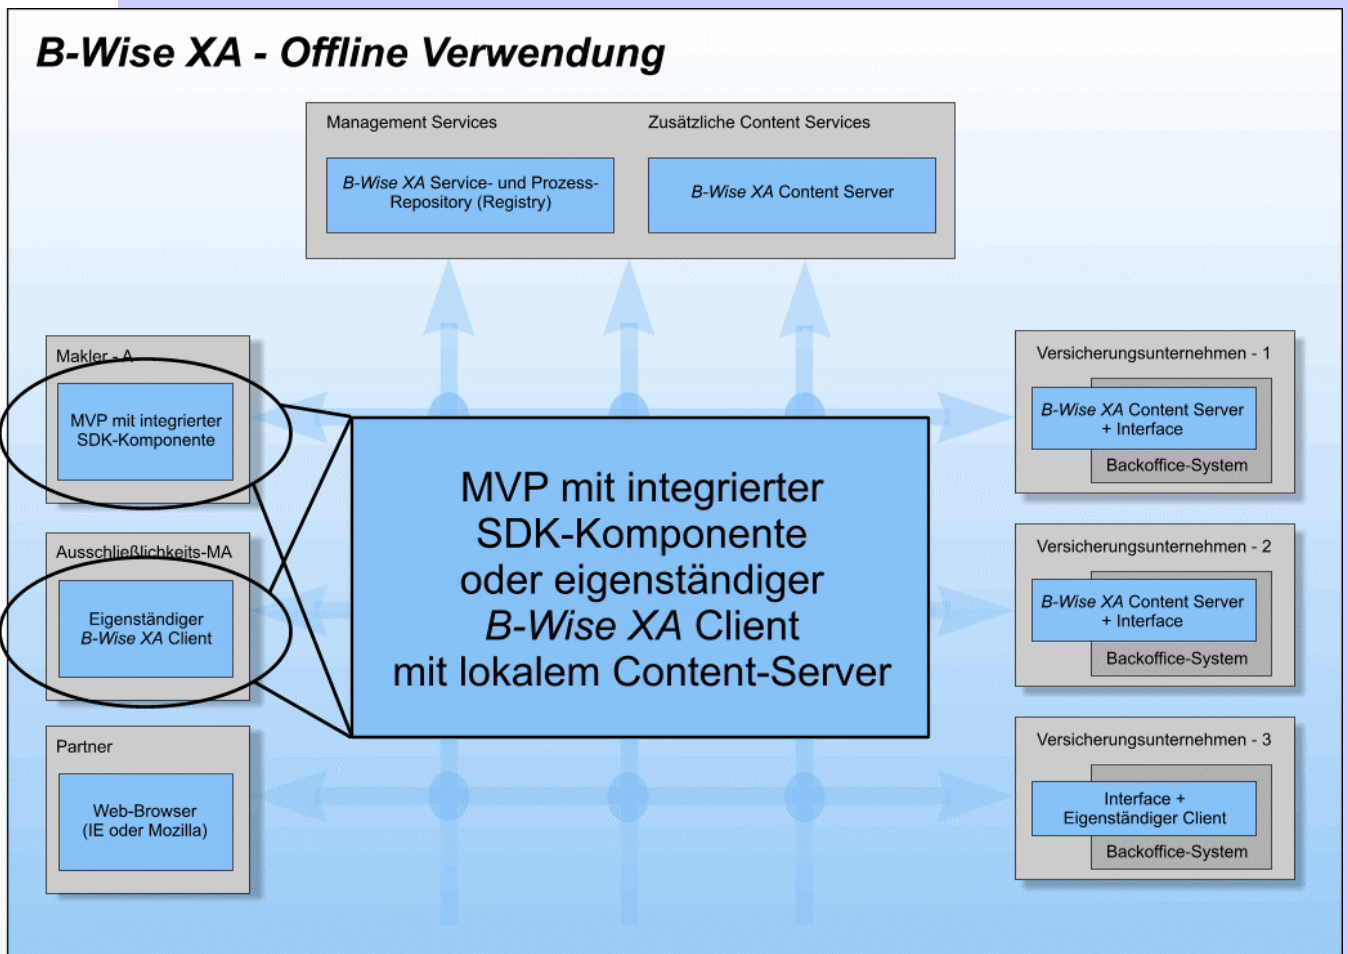 B-Wise XA - Offline Verwendung
Management Services
Zusätzliche Content Services
B-Wise XA Service- und Prozess-
Repository (Registry)
B-Wise XA Content Server
Makler - A
MVP mit integrierter
SDK-Komponente
Ausschließlichkeits-MA
Eigenständiger
B-Wise XA Client
Partner
Web-Browser
(IE oder Mozilla)
MVP mit integrierter
SDK-Komponente
oder eigenständiger
B-Wise XA Client
mit lokalem Content-Server
Versicherungsunternehmen - 1
B-Wise XA Content Server
+ Interface
Backoffice-System
Versicherungsunternehmen - 2
B-Wise XA Content Server
+ Interface
Backoffice-System
Versicherungsunternehmen - 3
Interface +
Eigenständiger Client
Backoffice-System